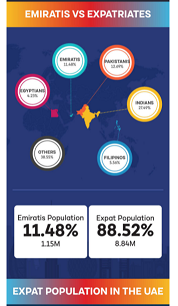 EMIRATIS VS EXPATRIATES
EMIRATIS
11.48%
PAKISTANIS
12.69%
EGYPTIANS
4.23%
INDIANS
27.49%
OTHERS
38.55%
FILIPINOS
5.56%
Emiratis Population
11.48%
1.15M
Expat Population
88.52%
8.84M
EXPAT POPULATION IN THE UAE